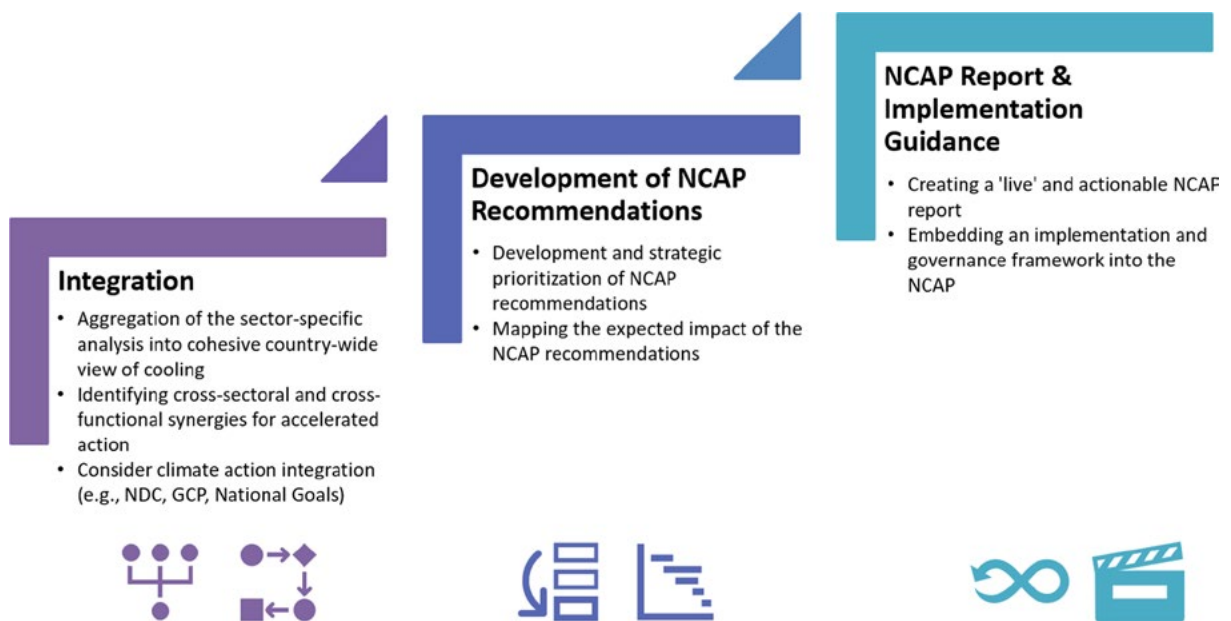 Integration
• Aggregation of the sector-specific
analysis into cohesive country-wide
view of cooling
• Identifying cross-sectoral and cross-
functional synergies for accelerated
action
• Consider climate action integration
(e.g., NDC, GCP, National Goals)
Development of NCAP
Recommendations
• Development and strategic
prioritization of NCAP
recommendations
• Mapping the expected impact of the
NCAP recommendations
NCAP Report &
Implementation
Guidance
• Creating a 'live' and actionable NCAP
report
• Embedding an implementation and
governance framework into the
NCAP